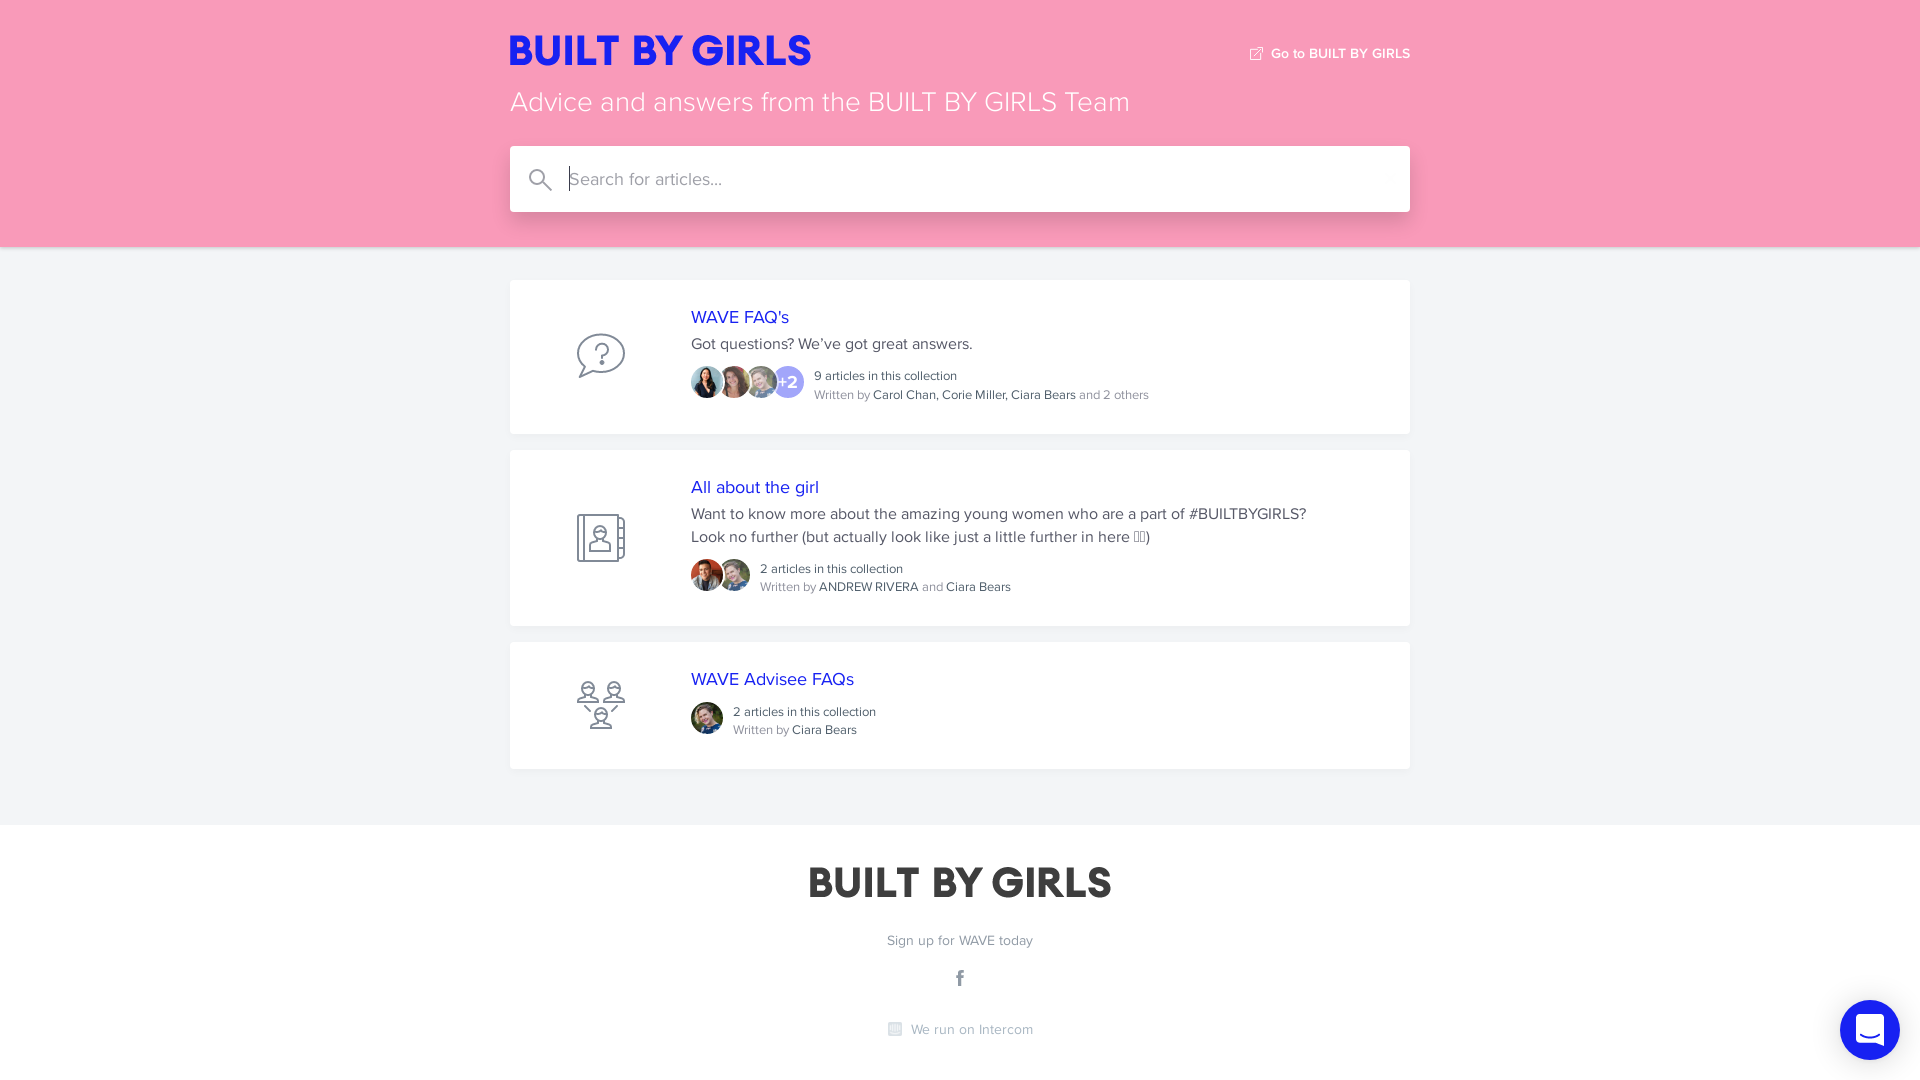 BUILT BY GIRLS
Go to BUILT BY GIRLS
Advice and answers from the BUILT BY GIRLS Team
Search for articles...
WAVE FAQ's
Got questions? We’ve got great answers.
+2
9 articles in this collection
Written by Carol Chan, Corie Miller, Ciara Bears and 2 others
All about the girl
Want to know more about the amazing young women who are a part of #BUILTBYGIRLS?
Look no further (but actually look like just a little further in here )
2 articles in this collection
Written by ANDREW RIVERA and Ciara Bears
WAVE Advisee FAQs
2 articles in this collection
Written by Ciara Bears
BUILT BY GIRLS
Sign up for WAVE today
We run on Intercom